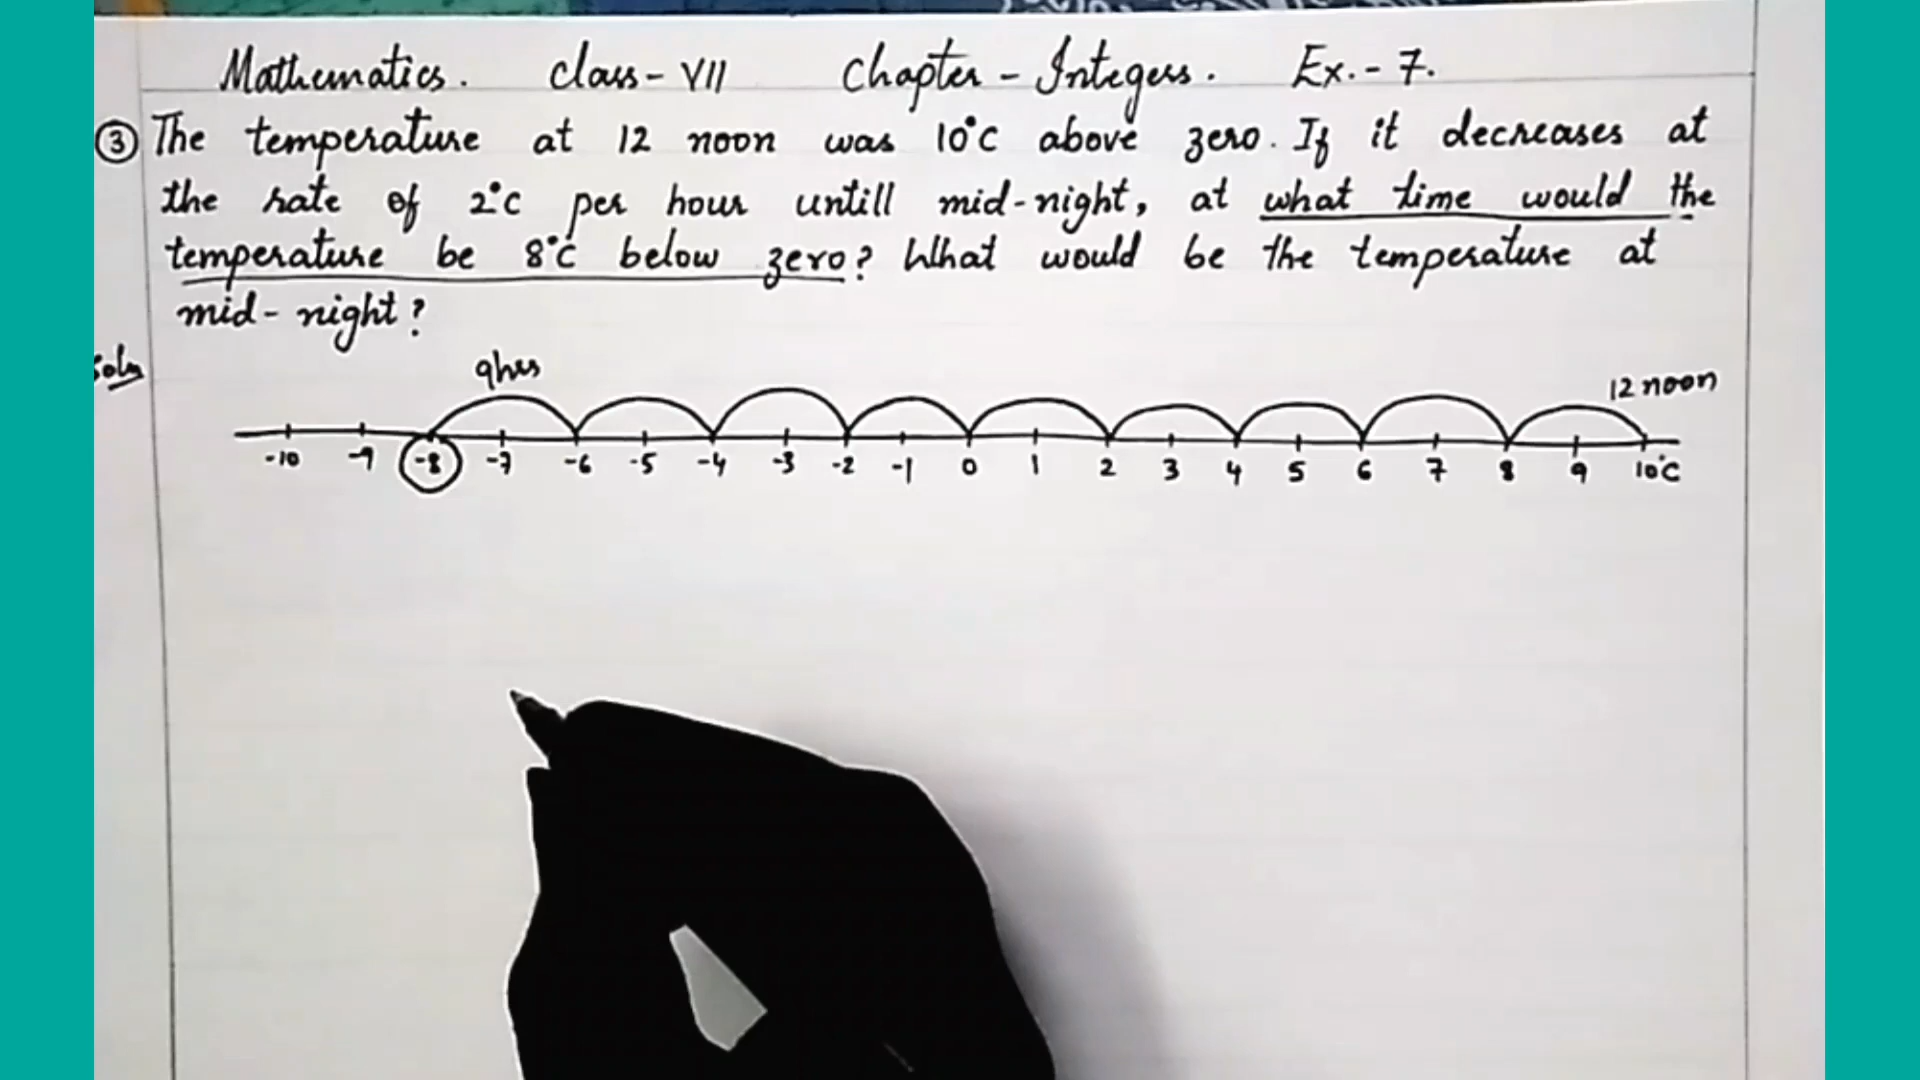 Mathematics. Class-VII Chapter - Integers. Ex.-7.
③ The temperature at 12 noon was 10°C above zero. If it decreases at
the rate of 2°C per hour untill mid-night, at what time would the
temperature be 8°C below zero? What would be the temperature at
mid-night?
Soln
9hrs
12 noon
-10 -9 -8 -7 -6 -5 -4 -3 -2 -1 0 1 2 3 4 5 6 7 8 9 10°C